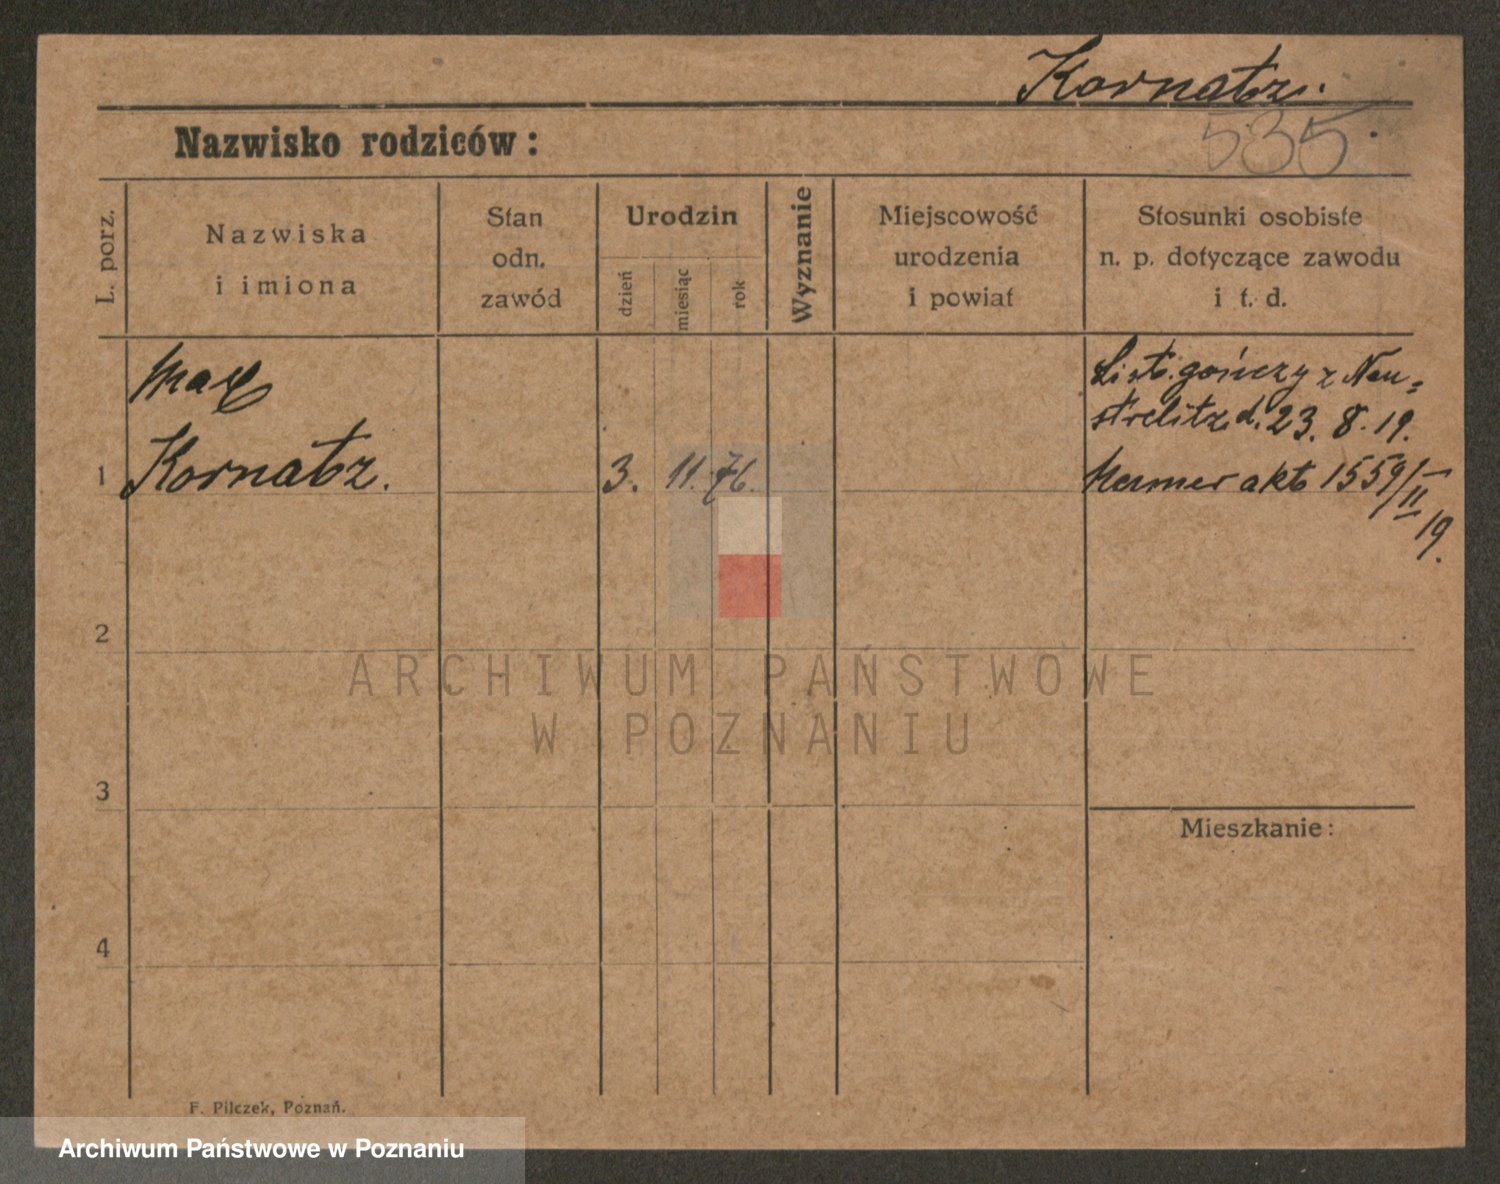 Kornatz.
535.
Nazwisko rodziców:
L. porz.
Nazwiska
i imiona
Stan
odn.
zawód
Urodzin
dzień
miesiąc
rok
Wyznanie
Miejscowość
urodzenia
i powiat
Stosunki osobiste
n. p. dotyczące zawodu
i t. d.
1
Max
Kornatz.
3. 11. 76.
List. gończy z Neu=
strelitz d. 23. 8. 19.
Numer akt 1559/II
19.
2
3
4
Mieszkanie:
F. Pilczek, Poznań.
ARCHIWUM PAŃSTWOWE
W POZNANIU
Archiwum Państwowe w Poznaniu